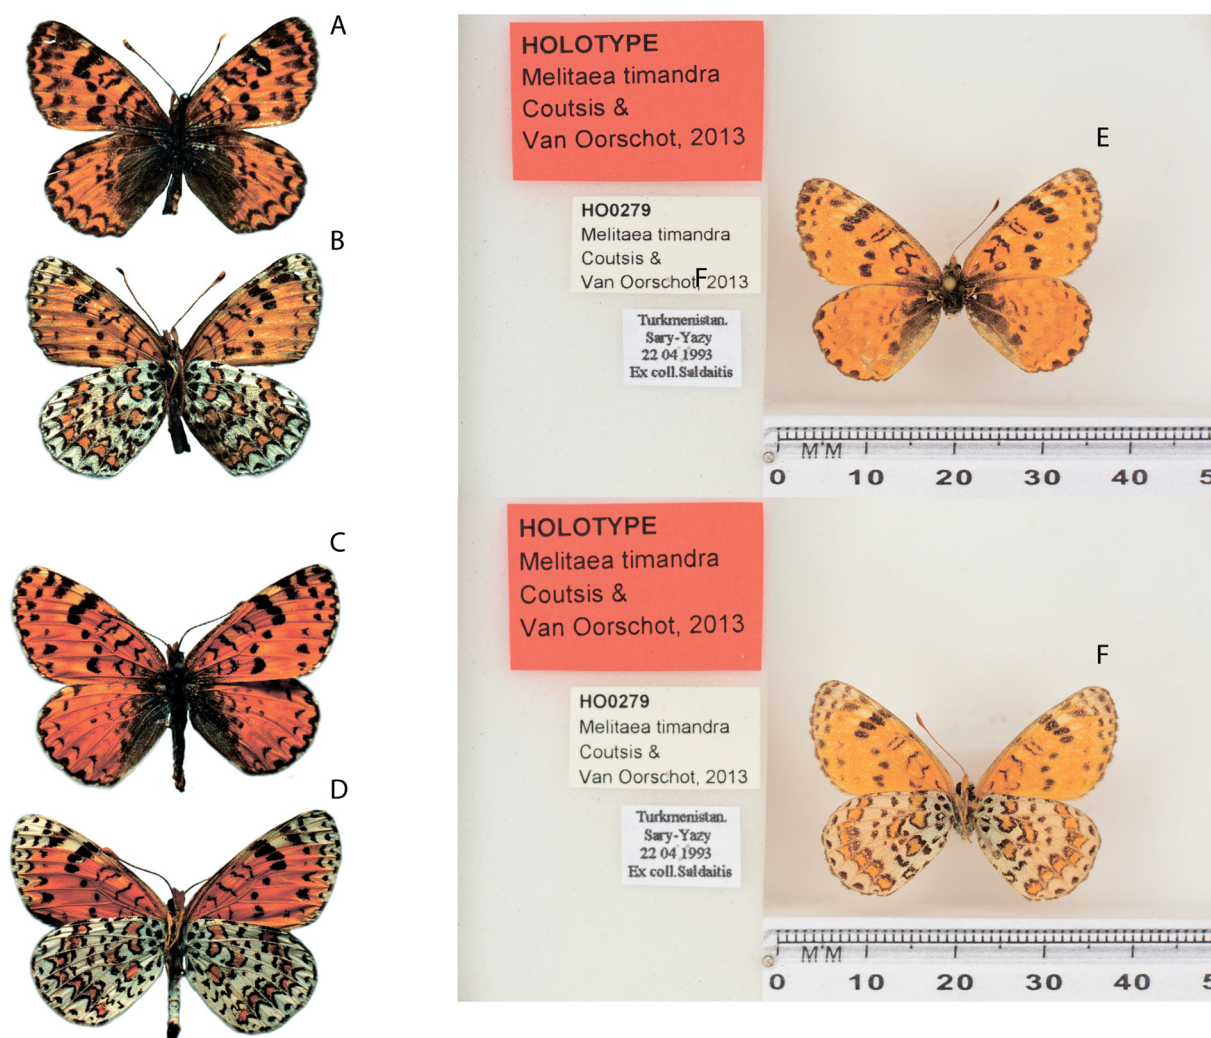 A
B
C
D
HOLOTYPE
Melitaea timandra
Coutsis &
Van Oorschot, 2013
HO0279
Melitaea timandra
Coutsis &
Van Oorschot, 2013
F
Turkmenistan.
Sary-Yazy
22 04 1993
Ex coll.Saldaitis
E
MM
0 10 20 30 40 5
HOLOTYPE
Melitaea timandra
Coutsis &
Van Oorschot, 2013
HO0279
Melitaea timandra
Coutsis &
Van Oorschot, 2013
Turkmenistan.
Sary-Yazy
22 04 1993
Ex coll.Saldaitis
F
MM
0 10 20 30 40 5